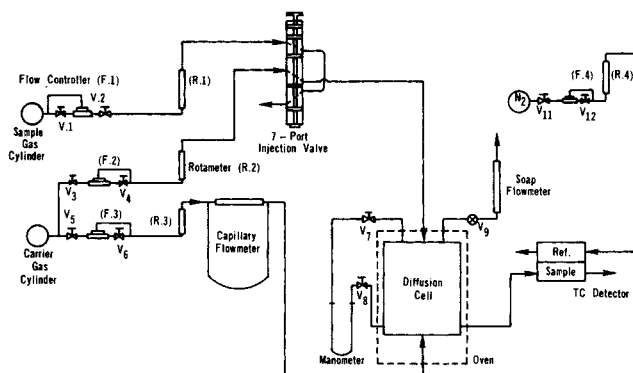 Flow Controller (F.1)
V.2
V.1
Sample Gas
Cylinder
(R.1)
7 - Port
Injection Valve
(F.2)
V3
V4
Rotameter (R.2)
V5
(F.3)
V6
(R.3)
Carrier Gas
Cylinder
Capillary
Flowmeter
V7
V8
Manometer
Diffusion
Cell
Oven
V9
Soap
Flowmeter
N2
V11
(F.4)
V12
(R.4)
Ref.
Sample
TC Detector